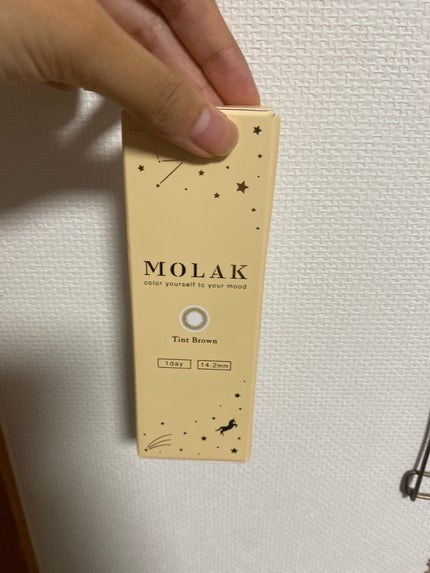 MOLAK
color yourself to your mood
Tint Brown
1day 14.2mm